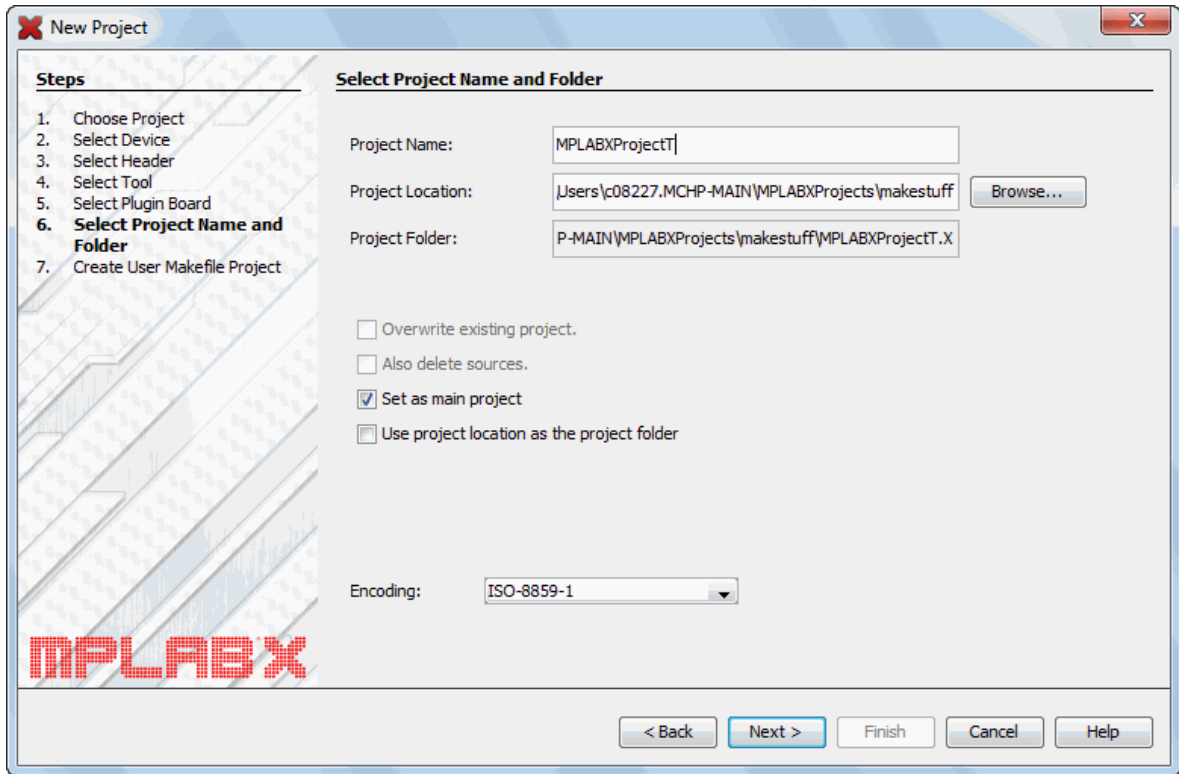 New Project
X
Steps
1. Choose Project
2. Select Device
3. Select Header
4. Select Tool
5. Select Plugin Board
6. Select Project Name and
Folder
7. Create User Makefile Project
MPLABX
Select Project Name and Folder
Project Name: MPLABXProjectT
Project Location: Users\c08227.MCHP-MAIN\MPLABXProjects\makestuff Browse...
Project Folder: P-MAIN\MPLABXProjects\makestuff\MPLABXProjectT.X
Overwrite existing project.
Also delete sources.
Set as main project
Use project location as the project folder
Encoding: ISO-8859-1
< Back Next > Finish Cancel Help